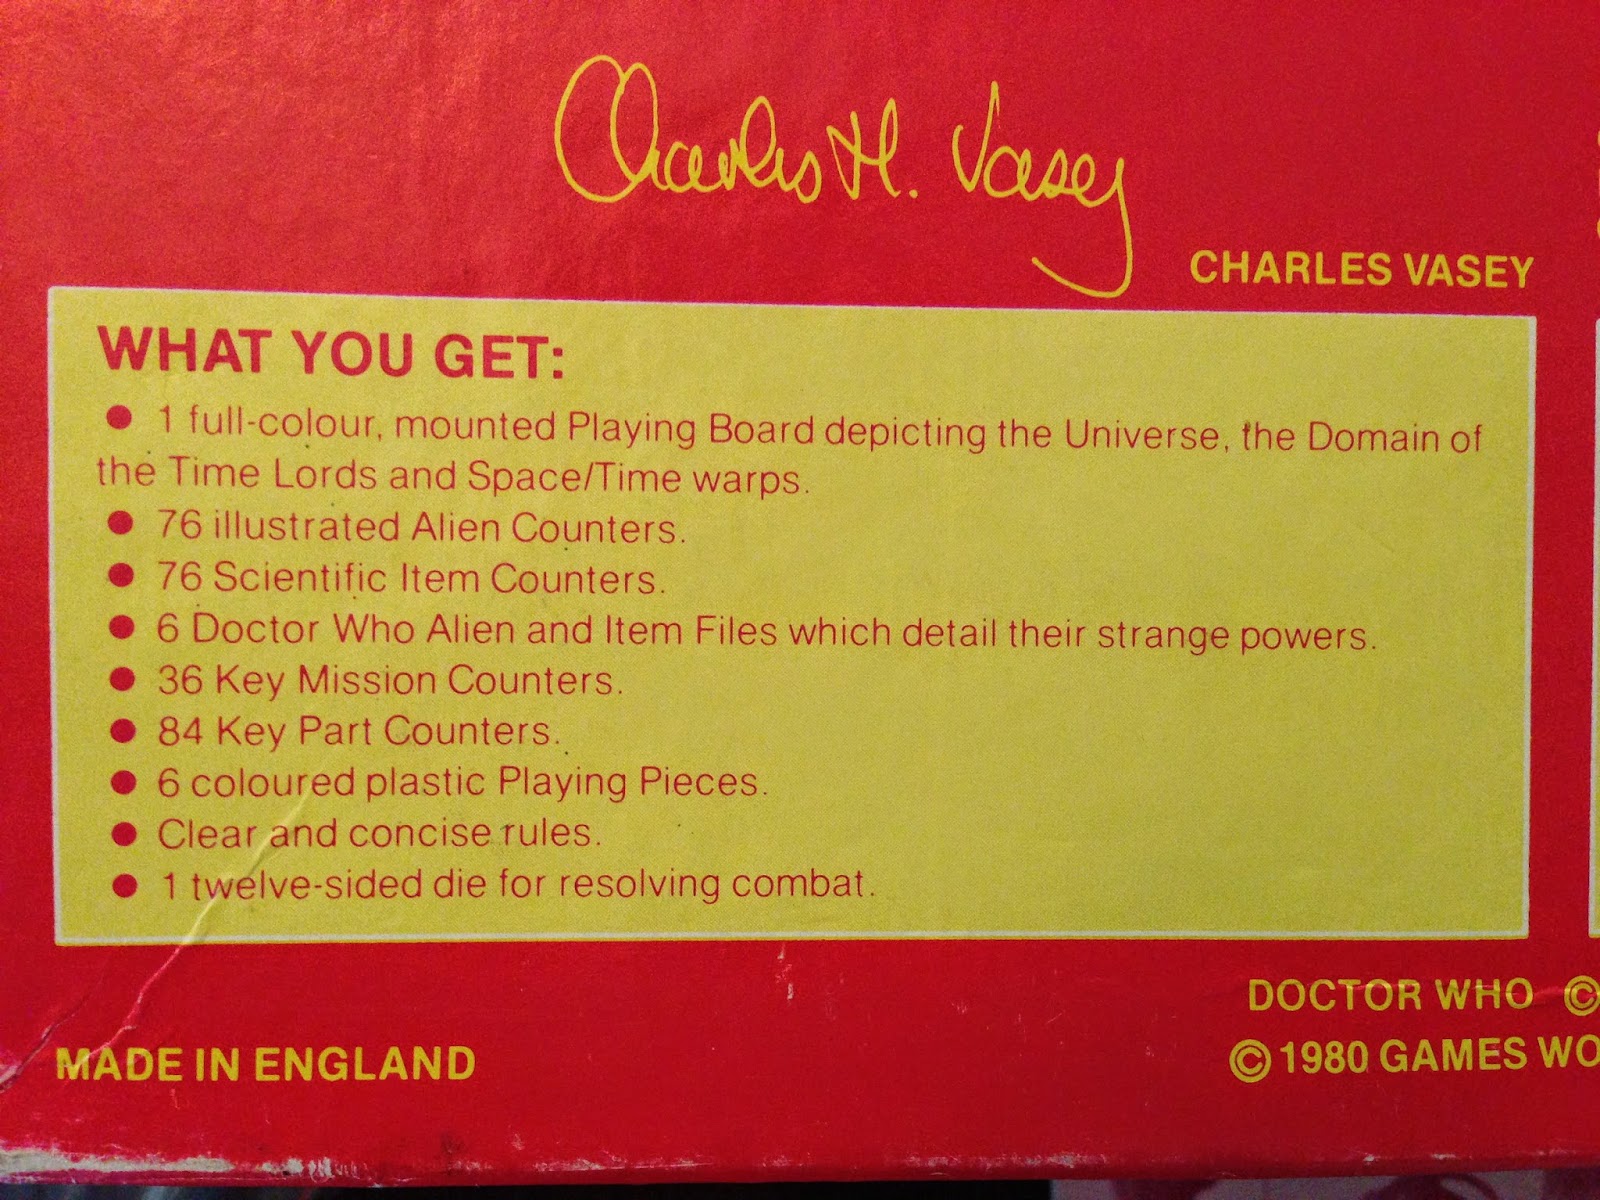 Charles H. Vasey
CHARLES VASEY
WHAT YOU GET:
● 1 full-colour, mounted Playing Board depicting the Universe, the Domain of
the Time Lords and Space/Time warps.
● 76 illustrated Alien Counters.
● 76 Scientific Item Counters.
● 6 Doctor Who Alien and Item Files which detail their strange powers.
● 36 Key Mission Counters.
● 84 Key Part Counters.
● 6 coloured plastic Playing Pieces.
● Clear and concise rules.
● 1 twelve-sided die for resolving combat.
DOCTOR WHO ©
© 1980 GAMES WO
MADE IN ENGLAND